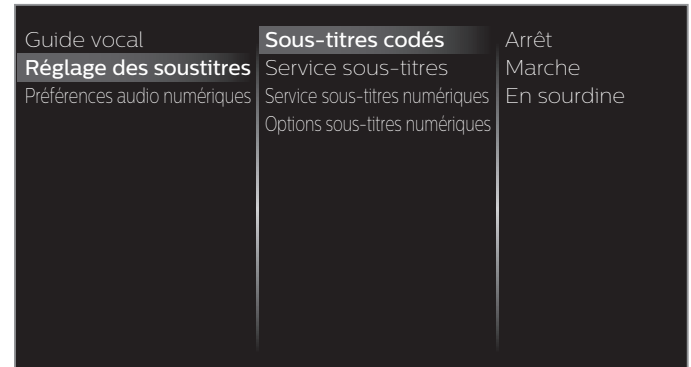 Guide vocal
Réglage des soustitres
Préférences audio numériques
Sous-titres codés
Service sous-titres
Service sous-titres numériques
Options sous-titres numériques
Arrêt
Marche
En sourdine